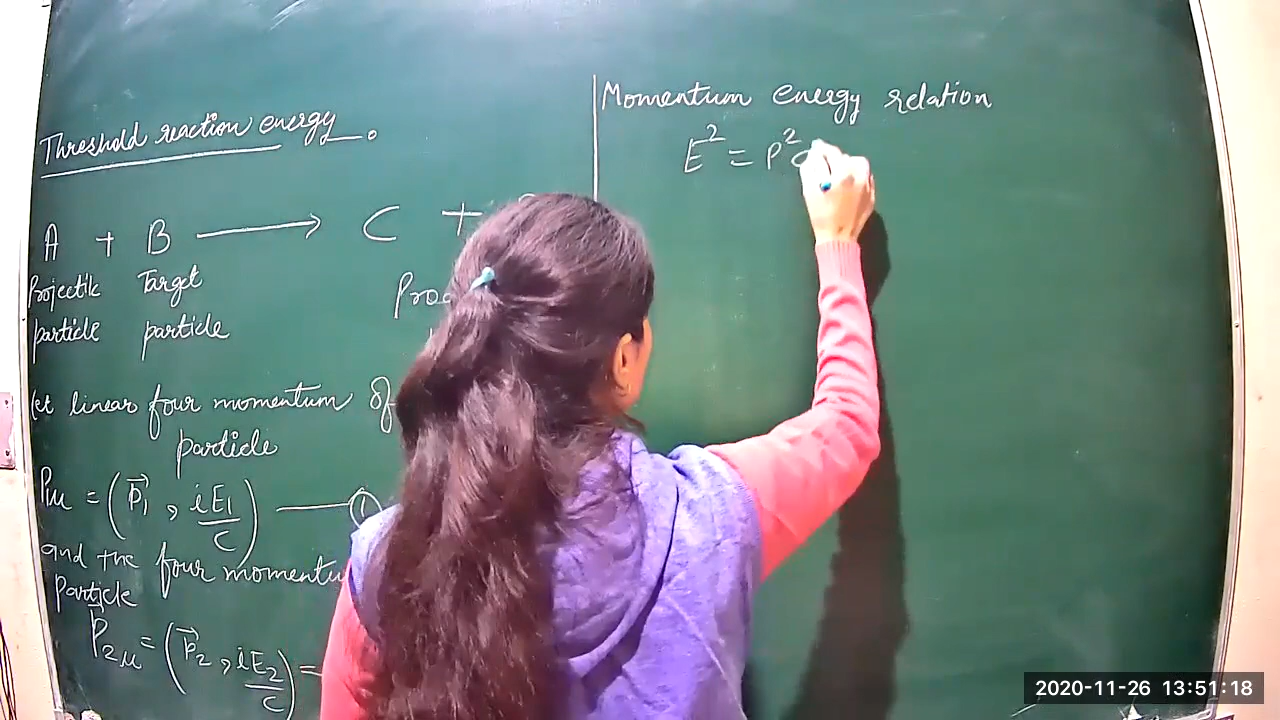 Threshold reaction energy.
A + B ⟶ C +
Projectile Target
particle particle
let linear four momentum of
particle
Pμ = (p⃗1 , iE1/c) — ①
and the four momentu
particle
P2μ = (p⃗2 , iE2/c) =
Momentum energy relation
E² = P²c
2020-11-26 13:51:18